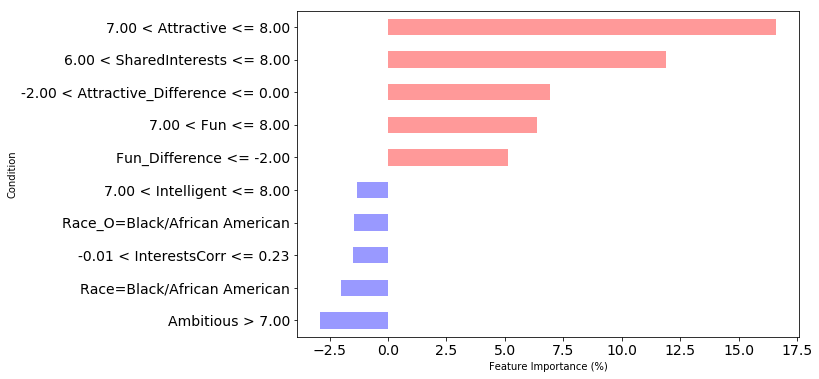 7.00 < Attractive <= 8.00
6.00 < SharedInterests <= 8.00
-2.00 < Attractive_Difference <= 0.00
7.00 < Fun <= 8.00
Fun_Difference <= -2.00
7.00 < Intelligent <= 8.00
Race_O=Black/African American
-0.01 < InterestsCorr <= 0.23
Race=Black/African American
Ambitious > 7.00
Condition
−2.5 0.0 2.5 5.0 7.5 10.0 12.5 15.0 17.5
Feature Importance (%)